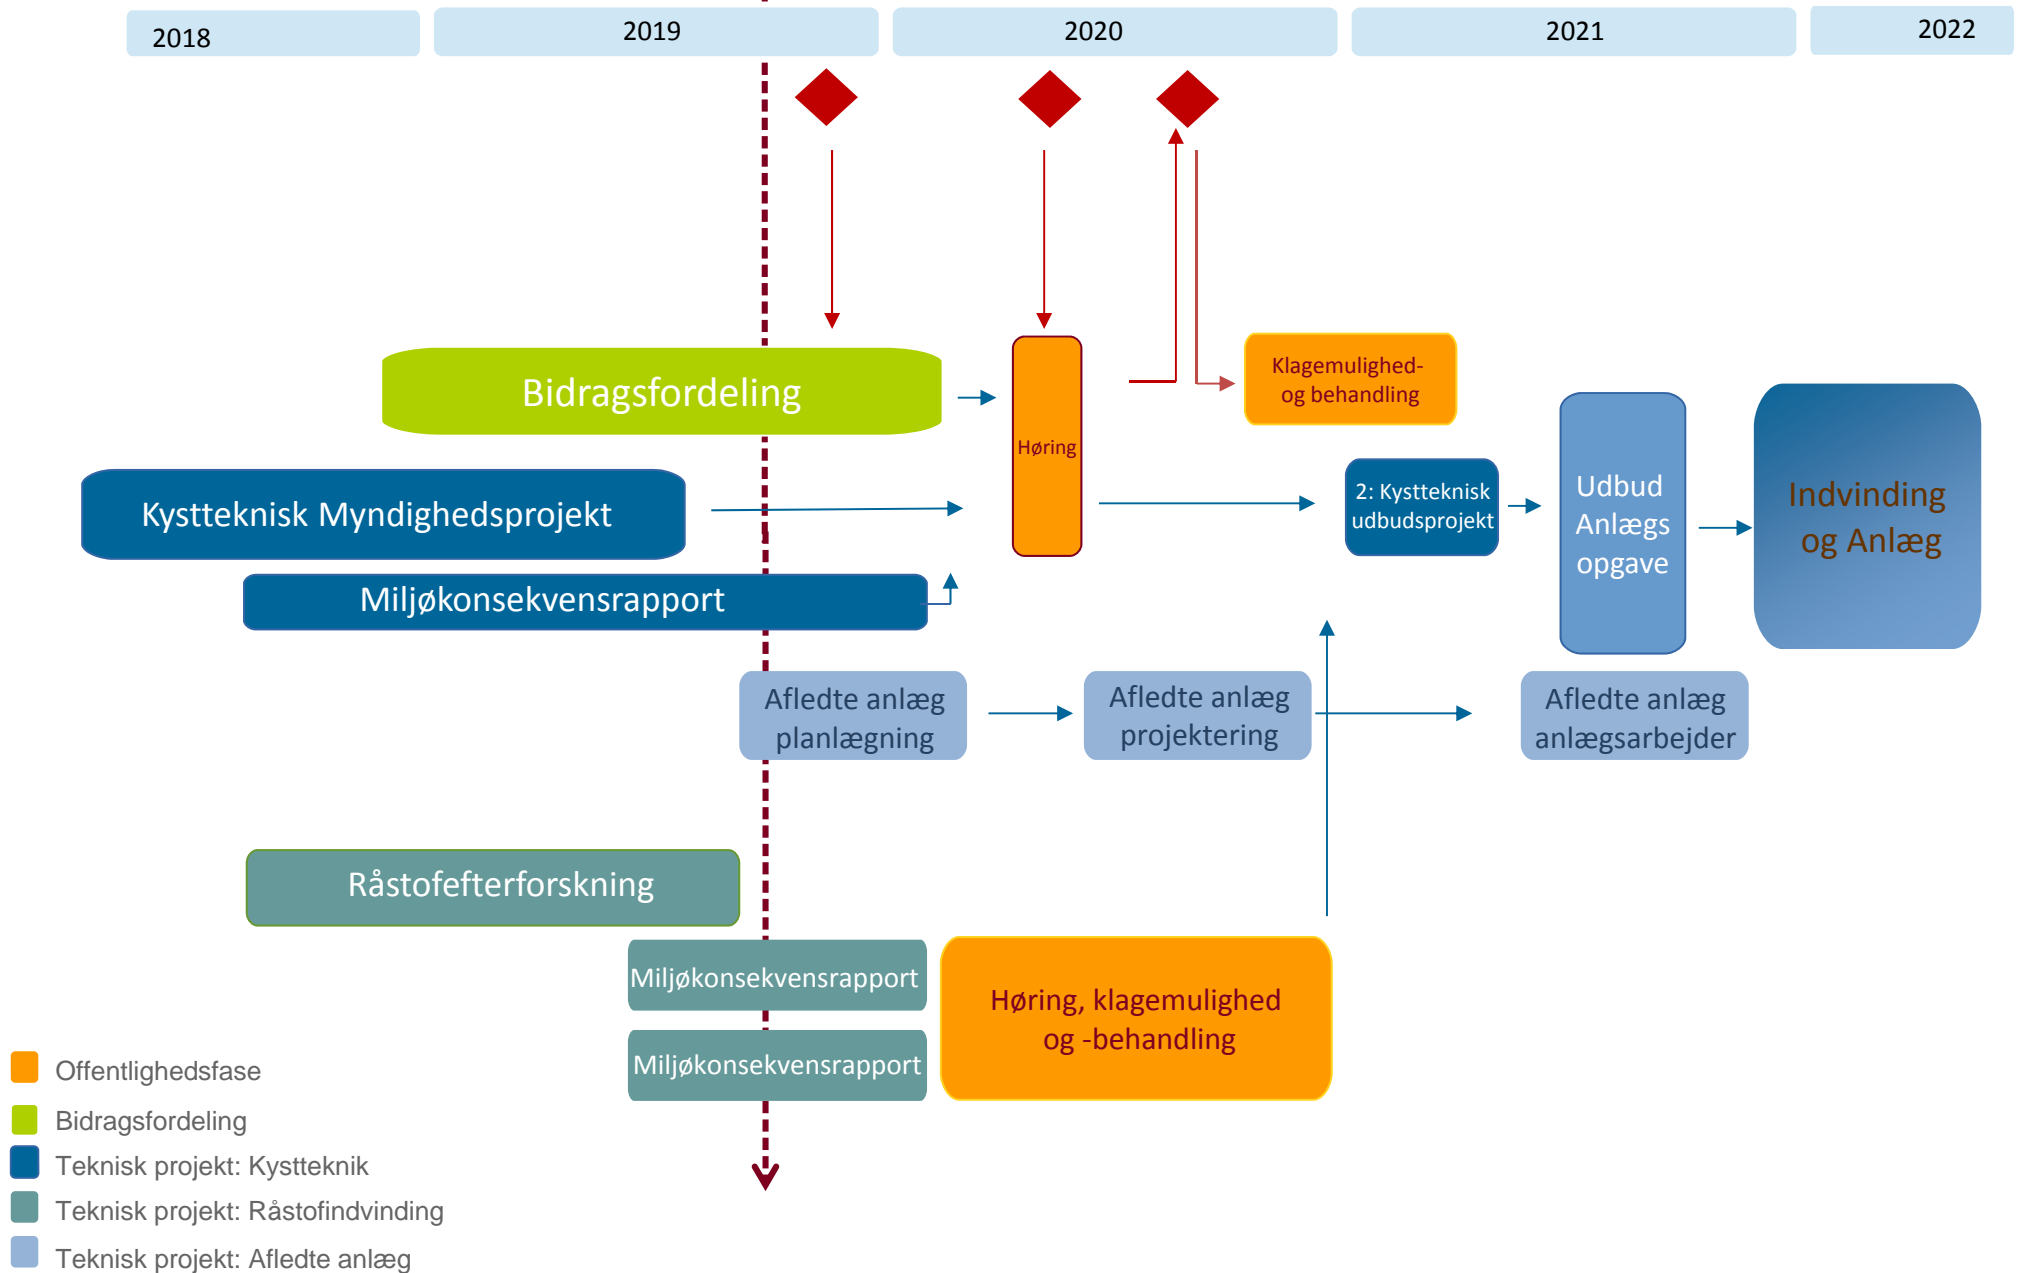 2018
2019
2020
2021
2022
Bidragsfordeling
Høring
Klagemulighed-
og behandling
Kystteknisk Myndighedsprojekt
Miljøkonsekvensrapport
2: Kystteknisk
udbudsprojekt
Udbud
Anlægs
opgave
Indvinding
og Anlæg
Afledte anlæg
planlægning
Afledte anlæg
projektering
Afledte anlæg
anlægsarbejder
Råstofefterforskning
Miljøkonsekvensrapport
Miljøkonsekvensrapport
Høring, klagemulighed
og -behandling
Offentlighedsfase
Bidragsfordeling
Teknisk projekt: Kystteknik
Teknisk projekt: Råstofindvinding
Teknisk projekt: Afledte anlæg